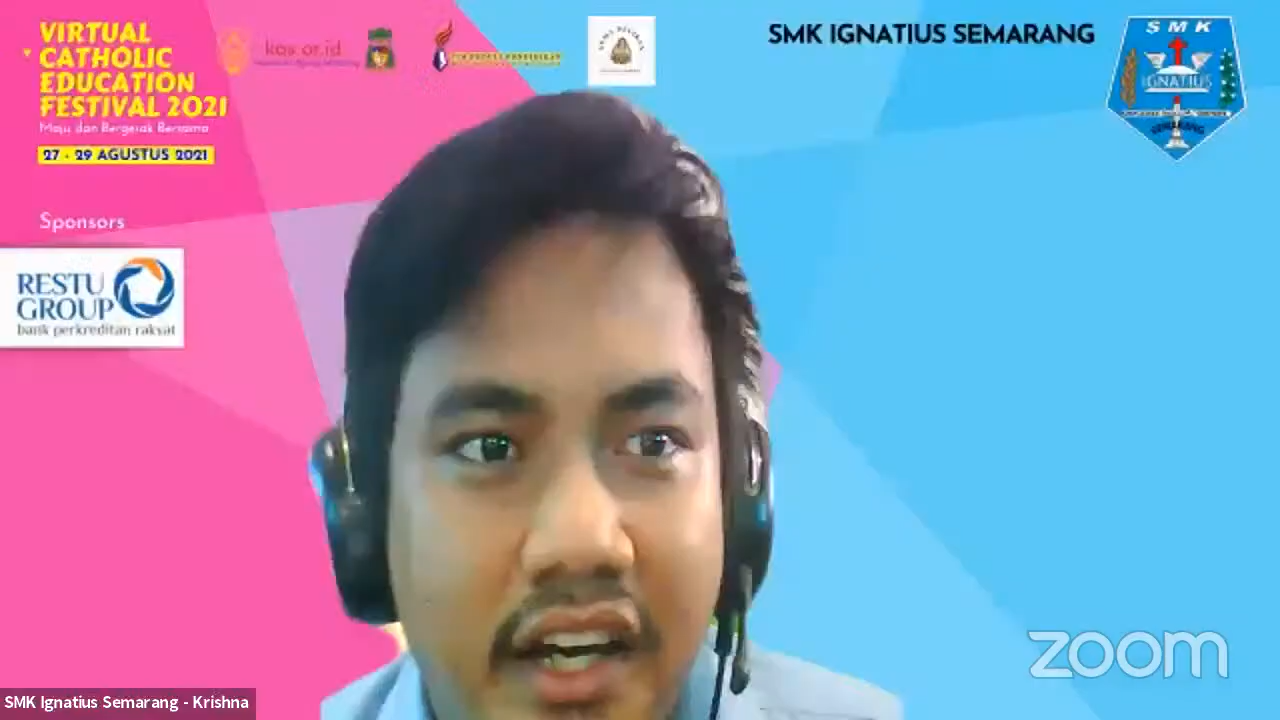 VIRTUAL
CATHOLIC
EDUCATION
FESTIVAL 2021
Maju dan Bergerak Bersama
27 - 29 AGUSTUS 2021
kas.or.id
SMK IGNATIUS SEMARANG
SMK
IGNATIUS
SEMARANG
Sponsors
RESTU
GROUP
bank perkreditan rakyat
zoom
SMK Ignatius Semarang - Krishna